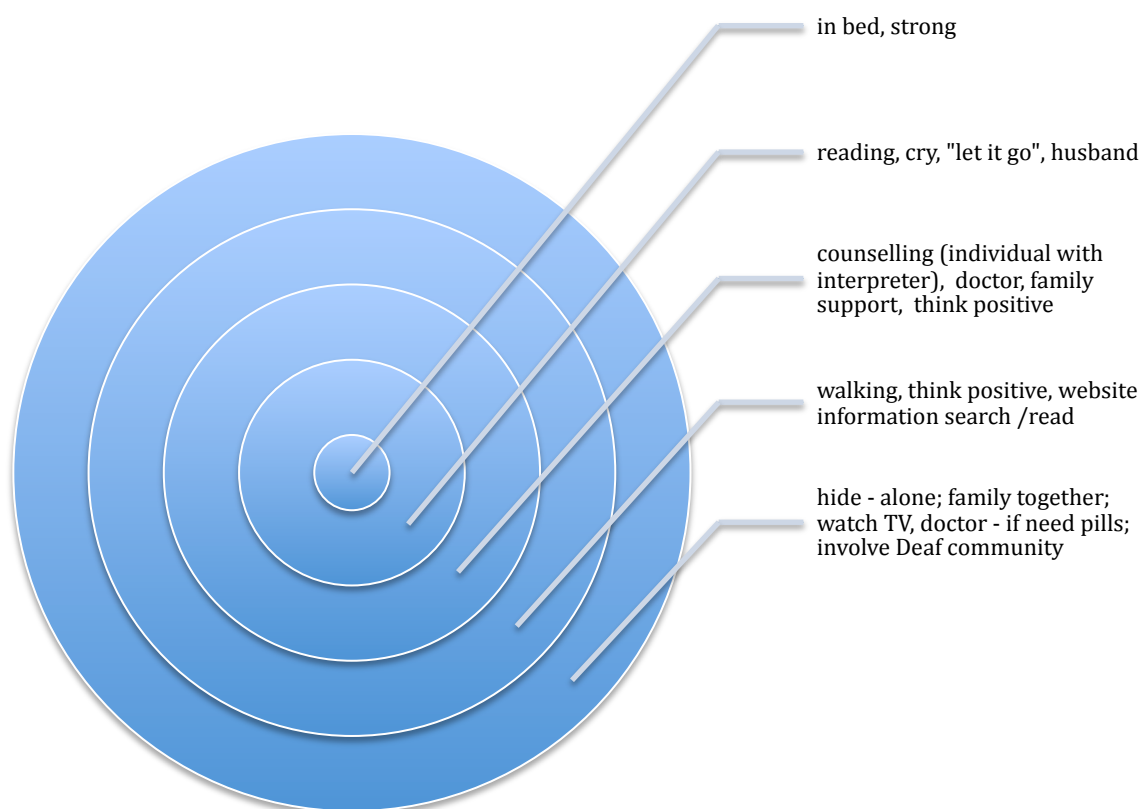 in bed, strong
reading, cry, "let it go", husband
counselling (individual with
interpreter),  doctor, family
support,  think positive
walking, think positive, website
information search /read
hide - alone; family together;
watch TV, doctor - if need pills;
involve Deaf community